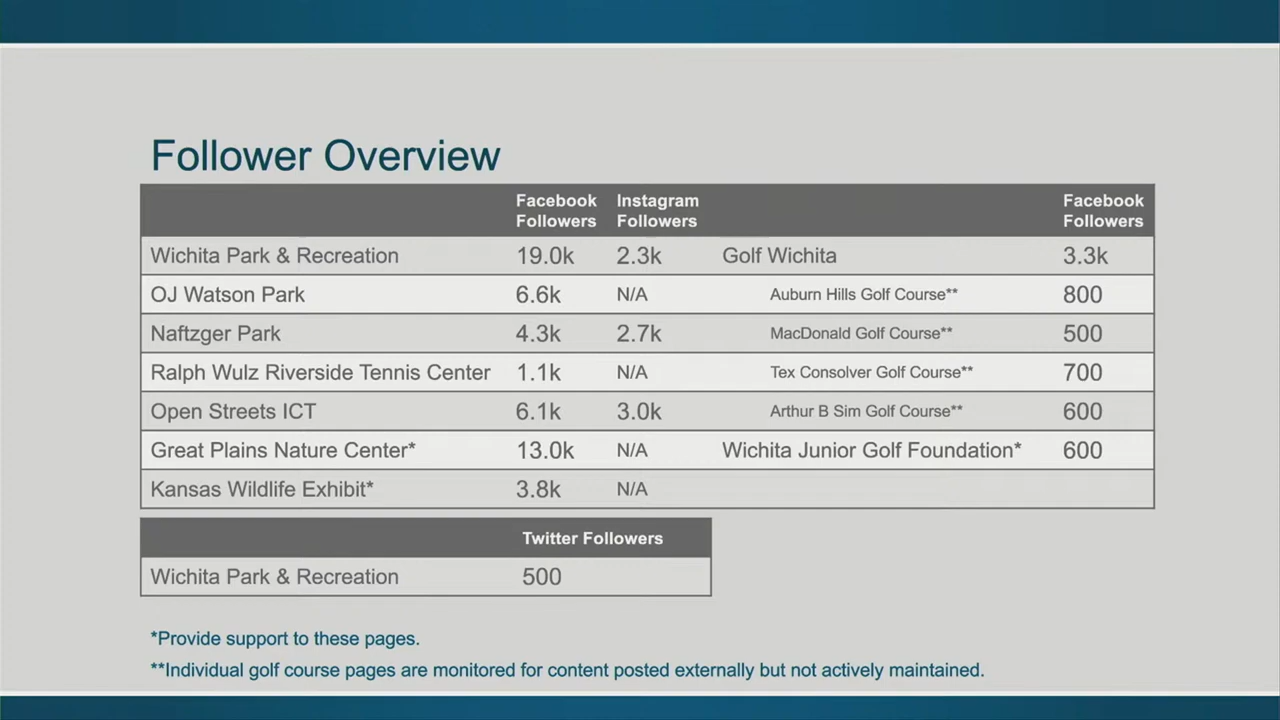 Follower Overview
Facebook Followers Instagram Followers Facebook Followers
Wichita Park & Recreation 19.0k 2.3k Golf Wichita 3.3k
OJ Watson Park 6.6k N/A Auburn Hills Golf Course** 800
Naftzger Park 4.3k 2.7k MacDonald Golf Course** 500
Ralph Wulz Riverside Tennis Center 1.1k N/A Tex Consolver Golf Course** 700
Open Streets ICT 6.1k 3.0k Arthur B Sim Golf Course** 600
Great Plains Nature Center* 13.0k N/A Wichita Junior Golf Foundation* 600
Kansas Wildlife Exhibit* 3.8k N/A
Twitter Followers
Wichita Park & Recreation 500
*Provide support to these pages.
**Individual golf course pages are monitored for content posted externally but not actively maintained.